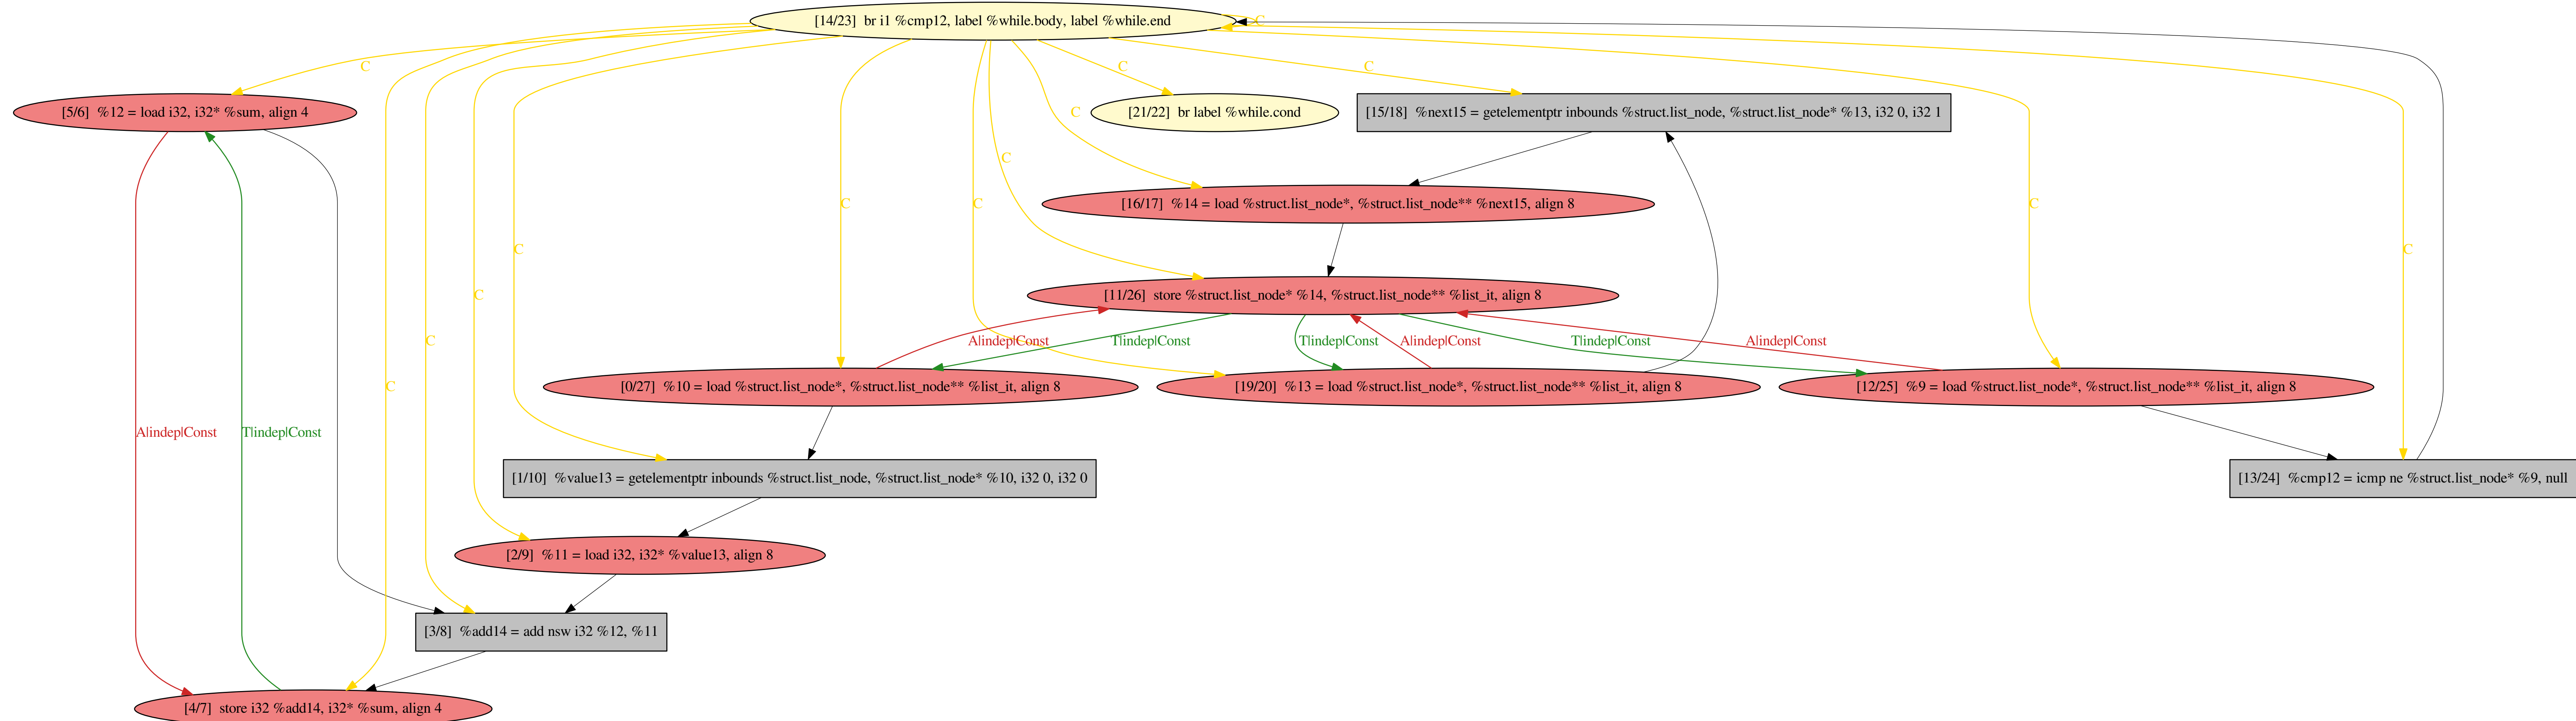 [14/23]  br i1 %cmp12, label %while.body, label %while.end
C
C
C
C
[5/6]  %12 = load i32, i32* %sum, align 4
C
[21/22]  br label %while.cond
[15/18]  %next15 = getelementptr inbounds %struct.list_node, %struct.list_node* %13, i32 0, i32 1
C
C
C
C
[16/17]  %14 = load %struct.list_node*, %struct.list_node** %next15, align 8
C
C
C
C
[11/26]  store %struct.list_node* %14, %struct.list_node** %list_it, align 8
C
A|indep|Const
T|indep|Const
T|indep|Const
A|indep|Const
T|indep|Const
A|indep|Const
C
[0/27]  %10 = load %struct.list_node*, %struct.list_node** %list_it, align 8
[19/20]  %13 = load %struct.list_node*, %struct.list_node** %list_it, align 8
[12/25]  %9 = load %struct.list_node*, %struct.list_node** %list_it, align 8
A|indep|Const
T|indep|Const
[1/10]  %value13 = getelementptr inbounds %struct.list_node, %struct.list_node* %10, i32 0, i32 0
[13/24]  %cmp12 = icmp ne %struct.list_node* %9, null
[2/9]  %11 = load i32, i32* %value13, align 8
[3/8]  %add14 = add nsw i32 %12, %11
[4/7]  store i32 %add14, i32* %sum, align 4